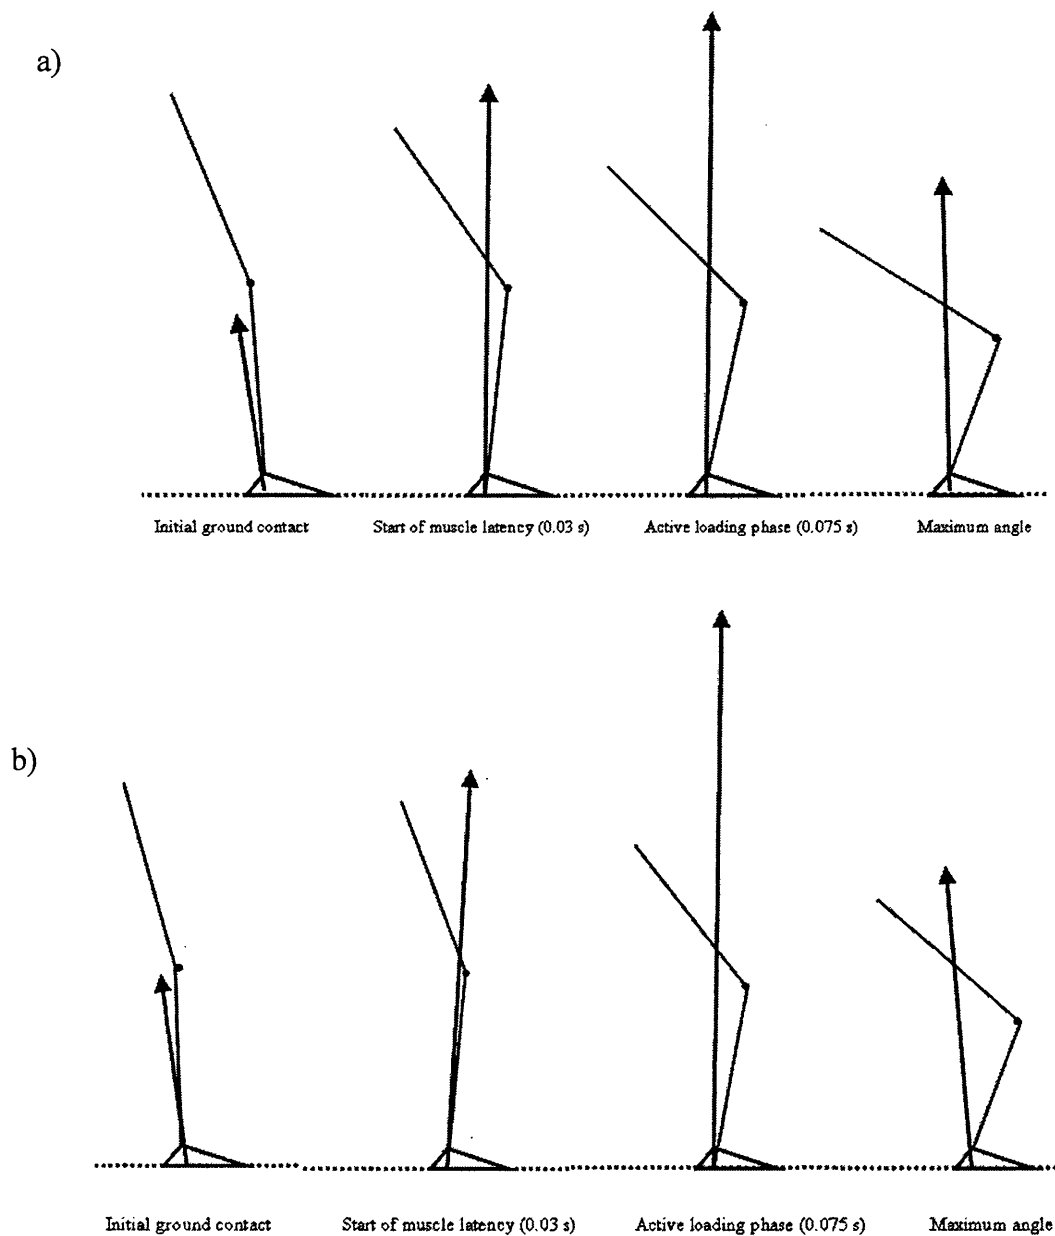 a)
Initial ground contact Start of muscle latency (0.03 s) Active loading phase (0.075 s) Maximum angle
b)
Initial ground contact Start of muscle latency (0.03 s) Active loading phase (0.075 s) Maximum angle